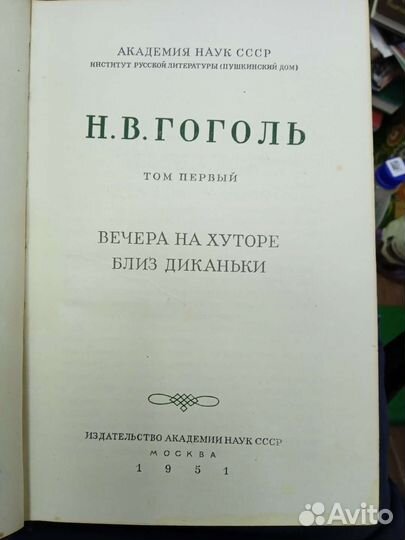 АКАДЕМИЯ НАУК СССР
ИНСТИТУТ РУССКОЙ ЛИТЕРАТУРЫ (ПУШКИНСКИЙ ДОМ)
Н.В.ГОГОЛЬ
ТОМ ПЕРВЫЙ
ВЕЧЕРА НА ХУТОРЕ
БЛИЗ ДИКАНЬКИ
ИЗДАТЕЛЬСТВО АКАДЕМИИ НАУК СССР
МОСКВА
1951
Avito